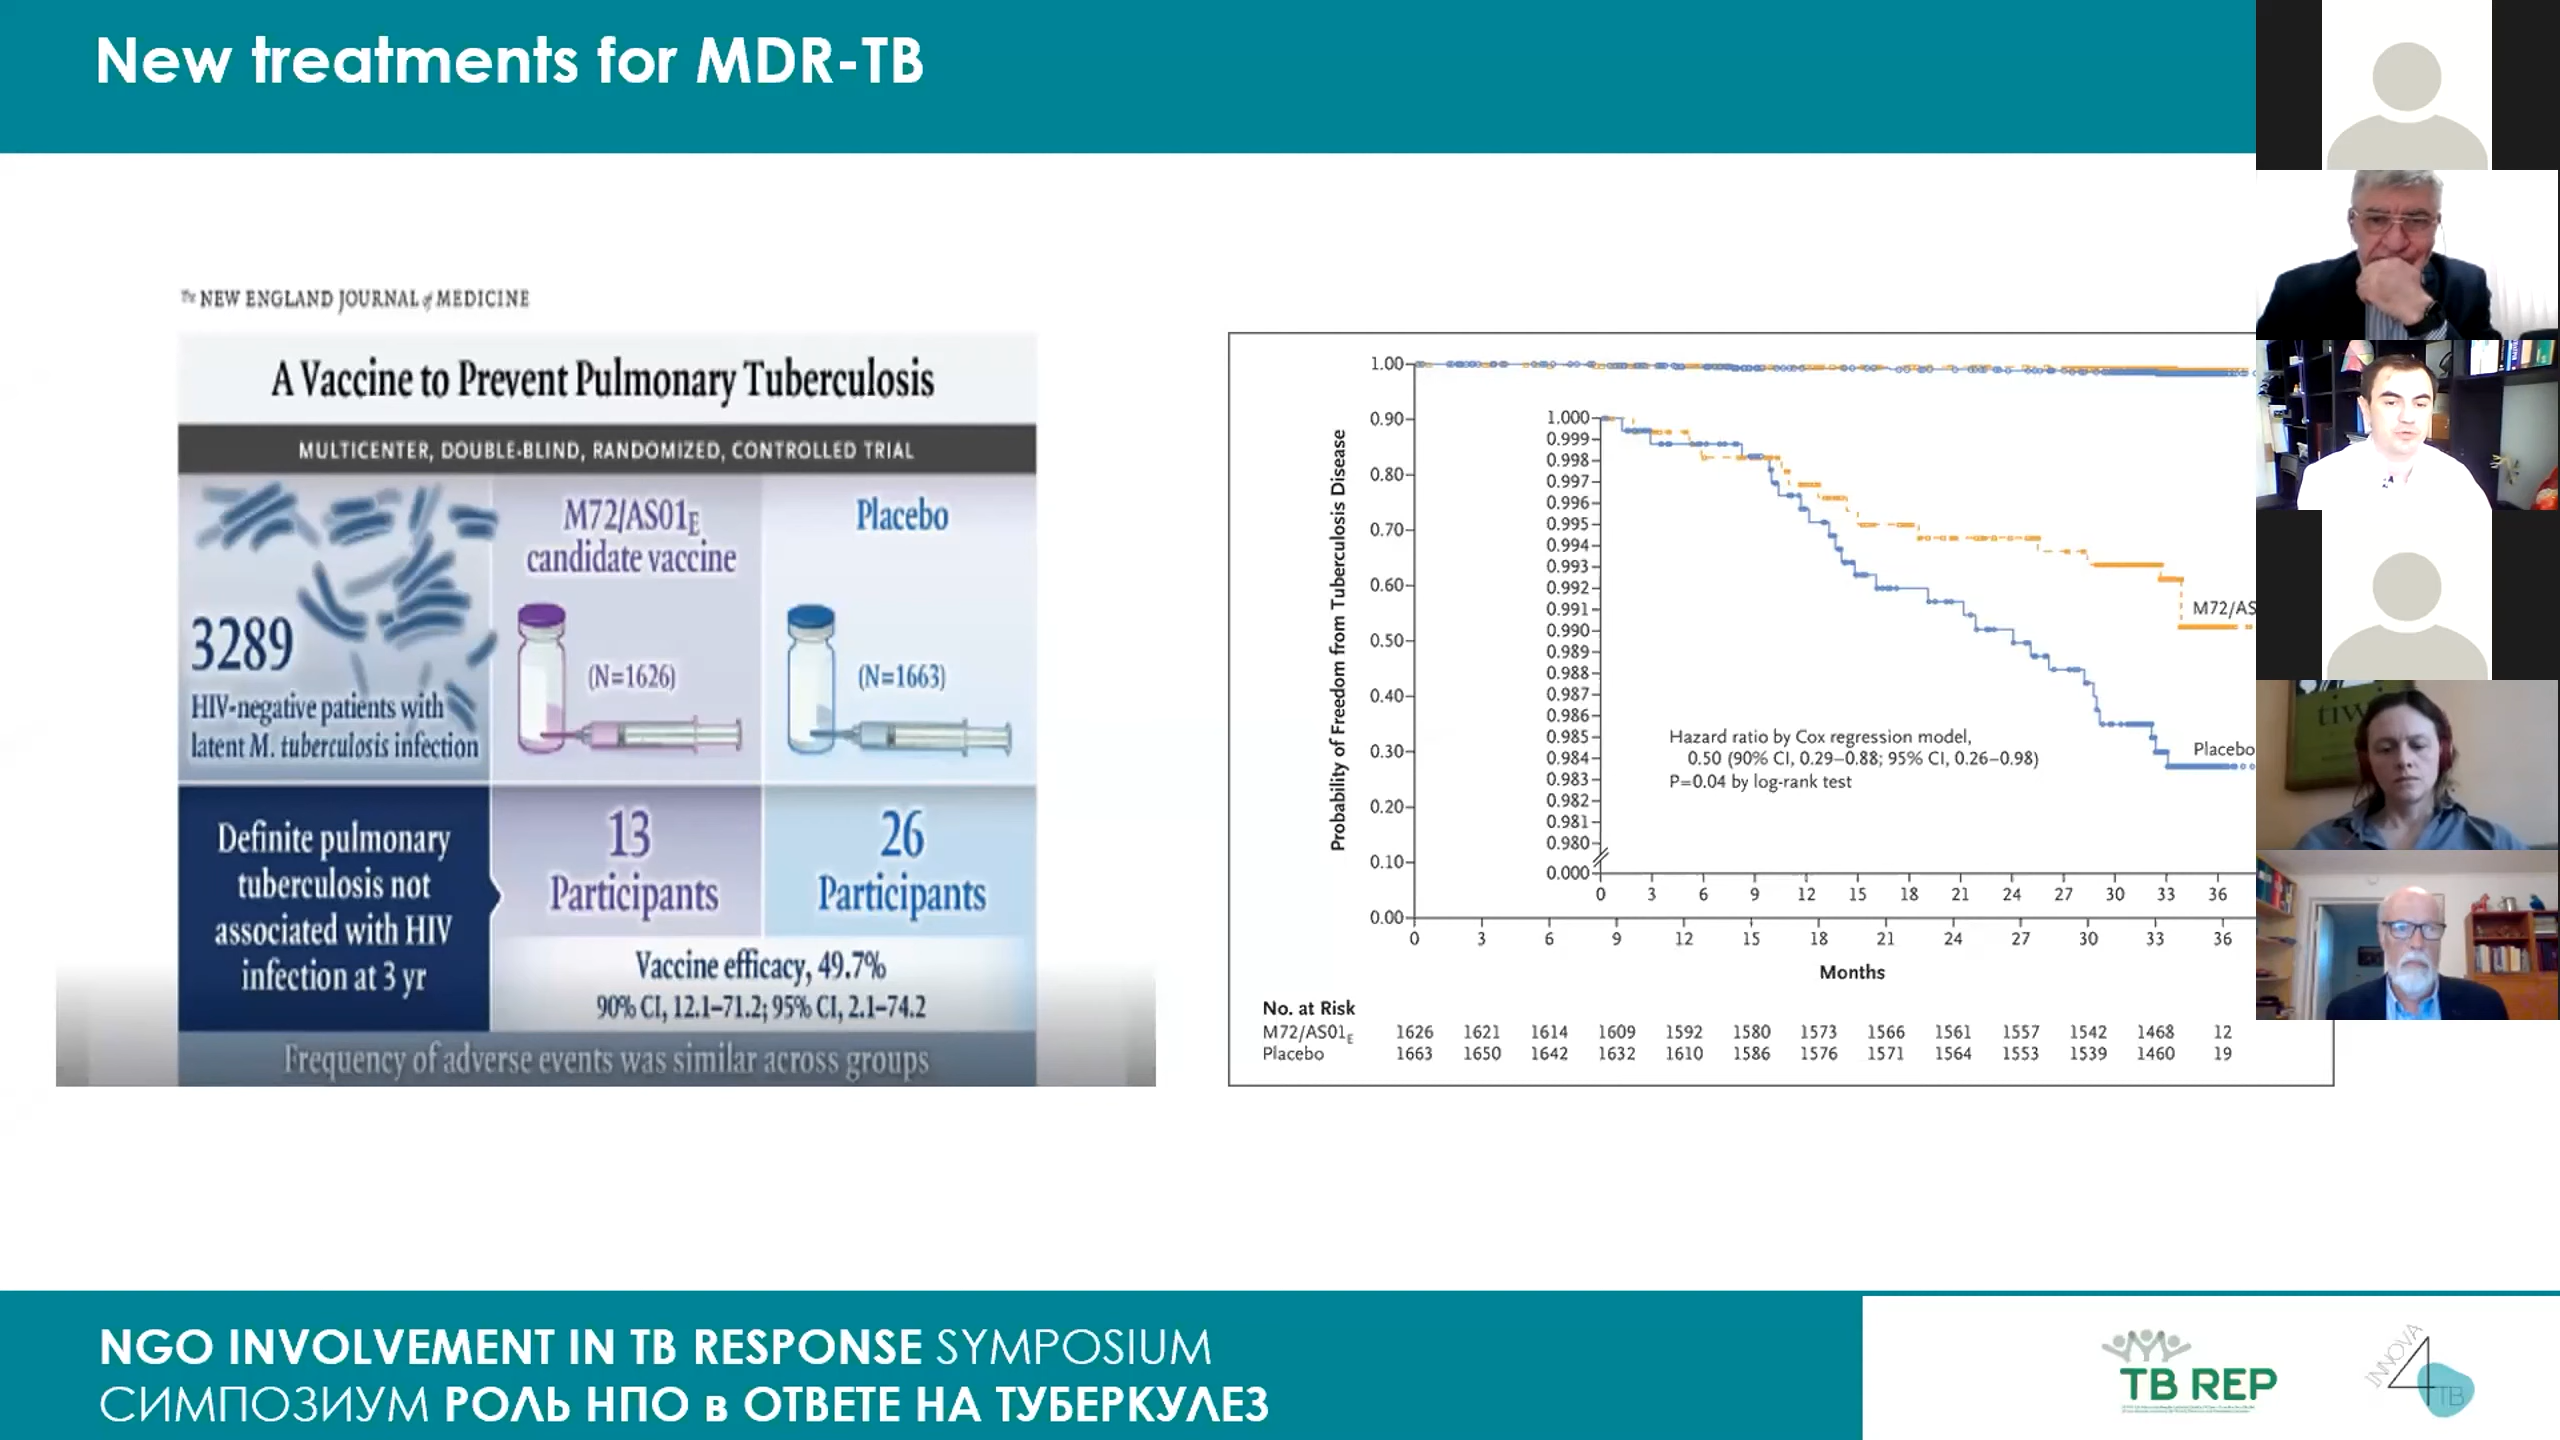 New treatments for MDR-TB
The NEW ENGLAND JOURNAL of MEDICINE
A Vaccine to Prevent Pulmonary Tuberculosis
MULTICENTER, DOUBLE-BLIND, RANDOMIZED, CONTROLLED TRIAL
3289
HIV-negative patients with
latent M. tuberculosis infection
M72/AS01E
candidate vaccine
(N=1626)
Placebo
(N=1663)
Definite pulmonary
tuberculosis not
associated with HIV
infection at 3 yr
13
Participants
26
Participants
Vaccine efficacy, 49.7%
90% CI, 12.1–71.2; 95% CI, 2.1–74.2
Frequency of adverse events was similar across groups
Probability of Freedom from Tuberculosis Disease
1.00
0.90
0.80
0.70
0.60
0.50
0.40
0.30
0.20
0.10
0.00
1.000
0.999
0.998
0.997
0.996
0.995
0.994
0.993
0.992
0.991
0.990
0.989
0.988
0.987
0.986
0.985
0.984
0.983
0.982
0.981
0.980
0.000
M72/AS
Placebo
Hazard ratio by Cox regression model,
0.50 (90% CI, 0.29–0.88; 95% CI, 0.26–0.98)
P=0.04 by log-rank test
0 3 6 9 12 15 18 21 24 27 30 33 36
0 3 6 9 12 15 18 21 24 27 30 33 36
Months
No. at Risk
M72/AS01E 1626 1621 1614 1609 1592 1580 1573 1566 1561 1557 1542 1468 12
Placebo 1663 1650 1642 1632 1610 1586 1576 1571 1564 1553 1539 1460 19
tiw
NGO INVOLVEMENT IN TB RESPONSE SYMPOSIUM
СИМПОЗИУМ РОЛЬ НПО в ОТВЕТЕ НА ТУБЕРКУЛЕЗ
TB REP
INNOVA
4
TB